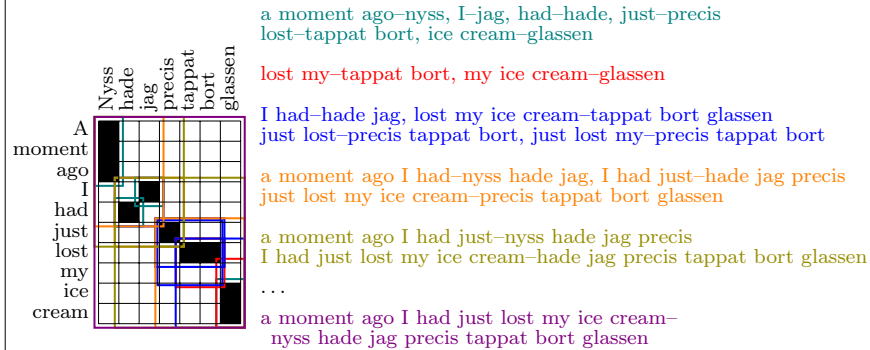 a moment ago–nyss, I–jag, had–hade, just–precis
lost–tappat bort, ice cream–glassen
lost my–tappat bort, my ice cream–glassen
I had–hade jag, lost my ice cream–tappat bort glassen
just lost–precis tappat bort, just lost my–precis tappat bort
a moment ago I had–nyss hade jag, I had just–hade jag precis
just lost my ice cream–precis tappat bort glassen
a moment ago I had just–nyss hade jag precis
I had just lost my ice cream–hade jag precis tappat bort glassen
...
a moment ago I had just lost my ice cream–
nyss hade jag precis tappat bort glassen
Nyss
hade
jag
precis
tappat
bort
glassen
A
moment
ago
I
had
just
lost
my
ice
cream